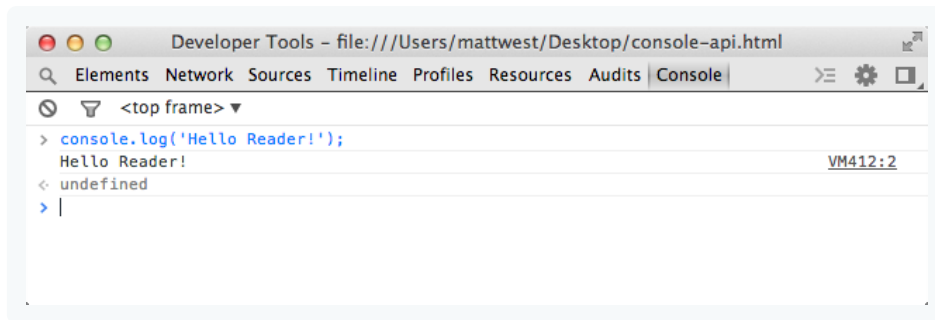 Developer Tools – file:///Users/mattwest/Desktop/console-api.html
Elements Network Sources Timeline Profiles Resources Audits Console
<top frame> ▼
> console.log('Hello Reader!');
Hello Reader! VM412:2
<· undefined
>